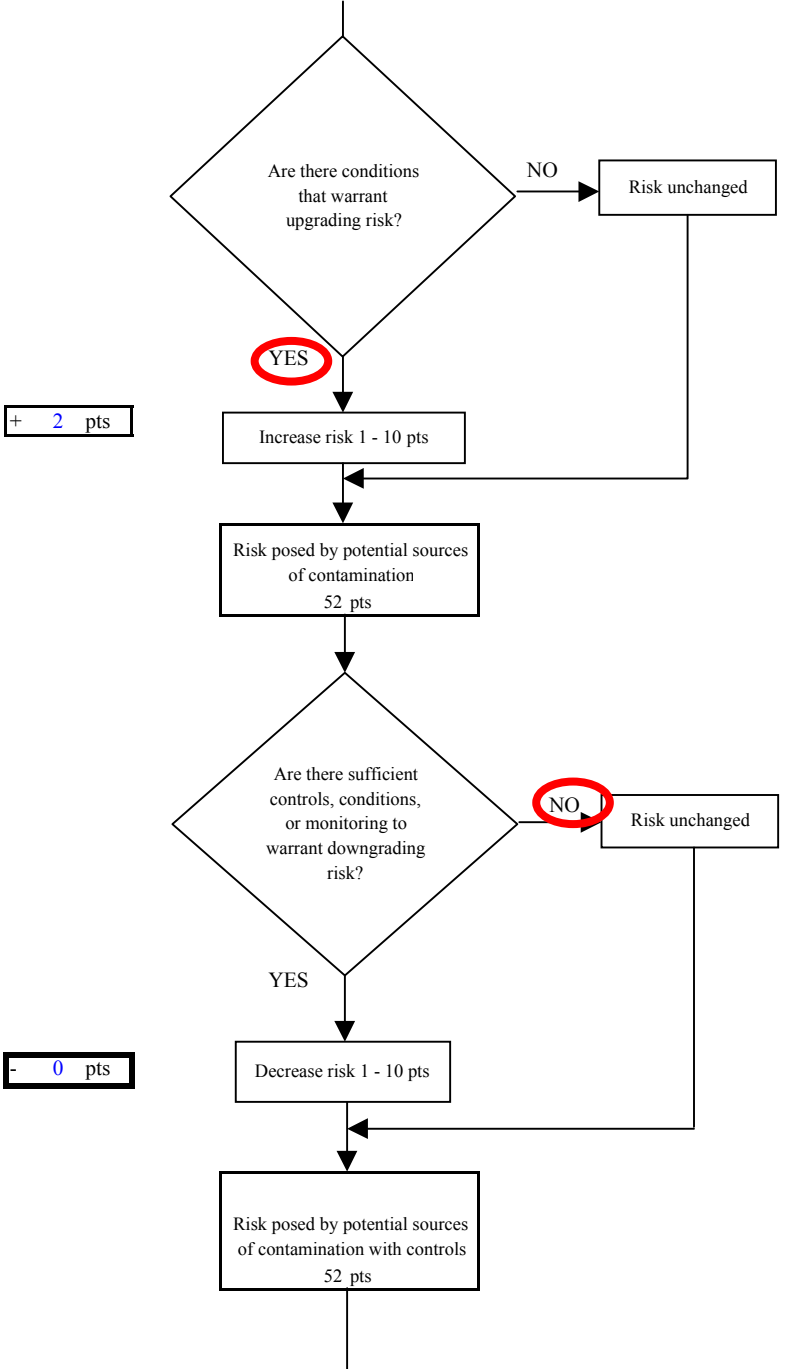 Are there conditions
that warrant
upgrading risk?
NO
Risk unchanged
YES
+ 2 pts
Increase risk 1 - 10 pts
Risk posed by potential sources
of contamination
52 pts
Are there sufficient
controls, conditions,
or monitoring to
warrant downgrading
risk?
NO
Risk unchanged
YES
- 0 pts
Decrease risk 1 - 10 pts
Risk posed by potential sources
of contamination with controls
52 pts